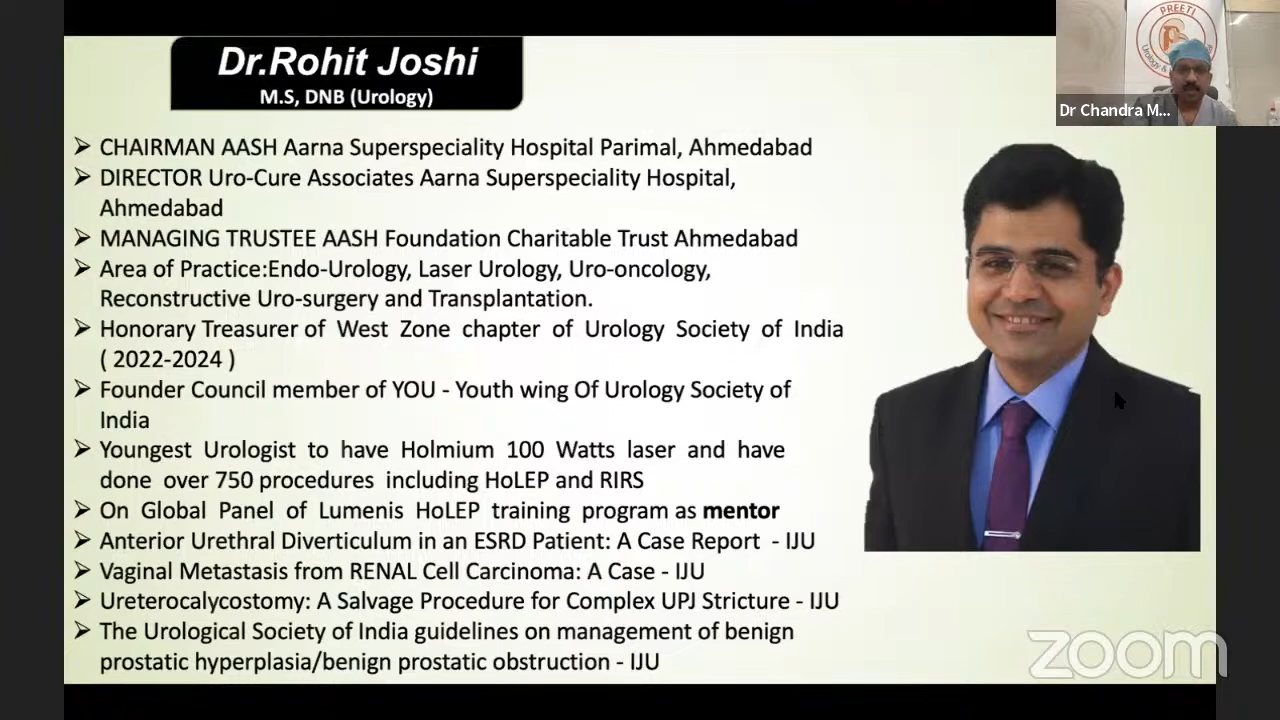 Dr.Rohit Joshi
M.S, DNB (Urology)
➢ CHAIRMAN AASH Aarna Superspeciality Hospital Parimal, Ahmedabad
➢ DIRECTOR Uro-Cure Associates Aarna Superspeciality Hospital,
Ahmedabad
➢ MANAGING TRUSTEE AASH Foundation Charitable Trust Ahmedabad
➢ Area of Practice:Endo-Urology, Laser Urology, Uro-oncology,
Reconstructive Uro-surgery and Transplantation.
➢ Honorary Treasurer of West Zone chapter of Urology Society of India
( 2022-2024 )
➢ Founder Council member of YOU - Youth wing Of Urology Society of
India
➢ Youngest Urologist to have Holmium 100 Watts laser and have
done over 750 procedures including HoLEP and RIRS
➢ On Global Panel of Lumenis HoLEP training program as mentor
➢ Anterior Urethral Diverticulum in an ESRD Patient: A Case Report - IJU
➢ Vaginal Metastasis from RENAL Cell Carcinoma: A Case - IJU
➢ Ureterocalycostomy: A Salvage Procedure for Complex UPJ Stricture - IJU
➢ The Urological Society of India guidelines on management of benign
prostatic hyperplasia/benign prostatic obstruction - IJU
PREETI
Urology &
Dr Chandra M...
zoom